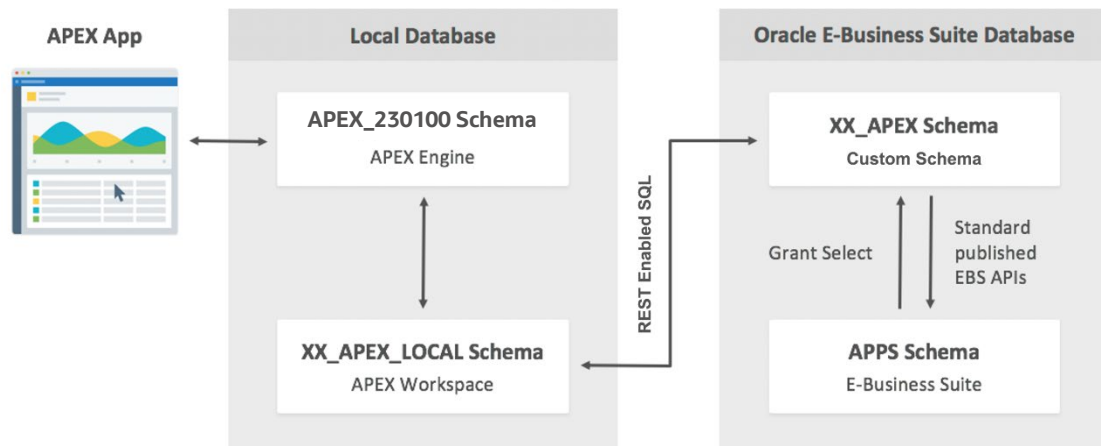 APEX App
Local Database
APEX_230100 Schema
APEX Engine
XX_APEX_LOCAL Schema
APEX Workspace
REST Enabled SQL
Oracle E-Business Suite Database
XX_APEX Schema
Custom Schema
Grant Select
Standard
published
EBS APIs
APPS Schema
E-Business Suite